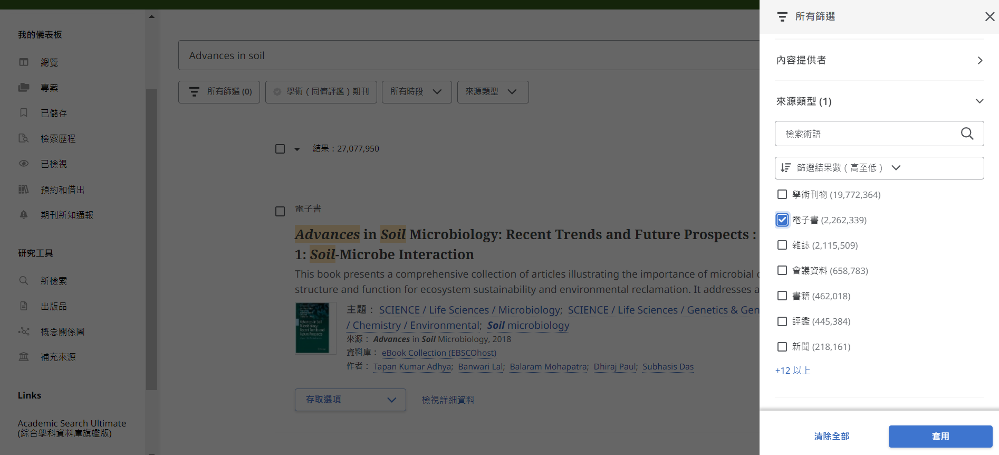 我的儀表板
總覽
專案
已儲存
檢索歷程
已檢視
預約和借出
期刊新知通報
研究工具
新檢索
出版品
概念關係圖
補充來源
Links
Academic Search Ultimate
(綜合學科資料庫旗艦版)
Advances in soil
所有篩選 (0)
學術（同儕評鑑）期刊
所有時段
來源類型
結果：27,077,950
電子書
Advances in Soil Microbiology: Recent Trends and Future Prospects :
1: Soil-Microbe Interaction
This book presents a comprehensive collection of articles illustrating the importance of microbial
structure and function for ecosystem sustainability and environmental reclamation. It addresses a
主題： SCIENCE / Life Sciences / Microbiology; SCIENCE / Life Sciences / Genetics & Gen
/ Chemistry / Environmental; Soil microbiology
來源： Advances in Soil Microbiology, 2018
資料庫： eBook Collection (EBSCOhost)
作者： Tapan Kumar Adhya; Banwari Lal; Balaram Mohapatra; Dhiraj Paul; Subhasis Das
Advances in Soil
Microbiology:
Recent Trends and
Future Prospects
存取選項
檢視詳細資料
所有篩選
內容提供者
來源類型 (1)
檢索術語
篩選結果數（高至低）
學術刊物 (19,772,364)
電子書 (2,262,339)
雜誌 (2,115,509)
會議資料 (658,783)
書籍 (462,018)
評鑑 (445,384)
新聞 (218,161)
+12 以上
清除全部
套用